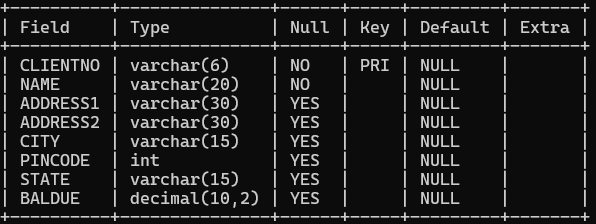 +----------+---------------+------+-----+---------+-------+
| Field    | Type          | Null | Key | Default | Extra |
+----------+---------------+------+-----+---------+-------+
| CLIENTNO | varchar(6)    | NO   | PRI | NULL    |       |
| NAME     | varchar(20)   | NO   |     | NULL    |       |
| ADDRESS1 | varchar(30)   | YES  |     | NULL    |       |
| ADDRESS2 | varchar(30)   | YES  |     | NULL    |       |
| CITY     | varchar(15)   | YES  |     | NULL    |       |
| PINCODE  | int           | YES  |     | NULL    |       |
| STATE    | varchar(15)   | YES  |     | NULL    |       |
| BALDUE   | decimal(10,2) | YES  |     | NULL    |       |
+----------+---------------+------+-----+---------+-------+